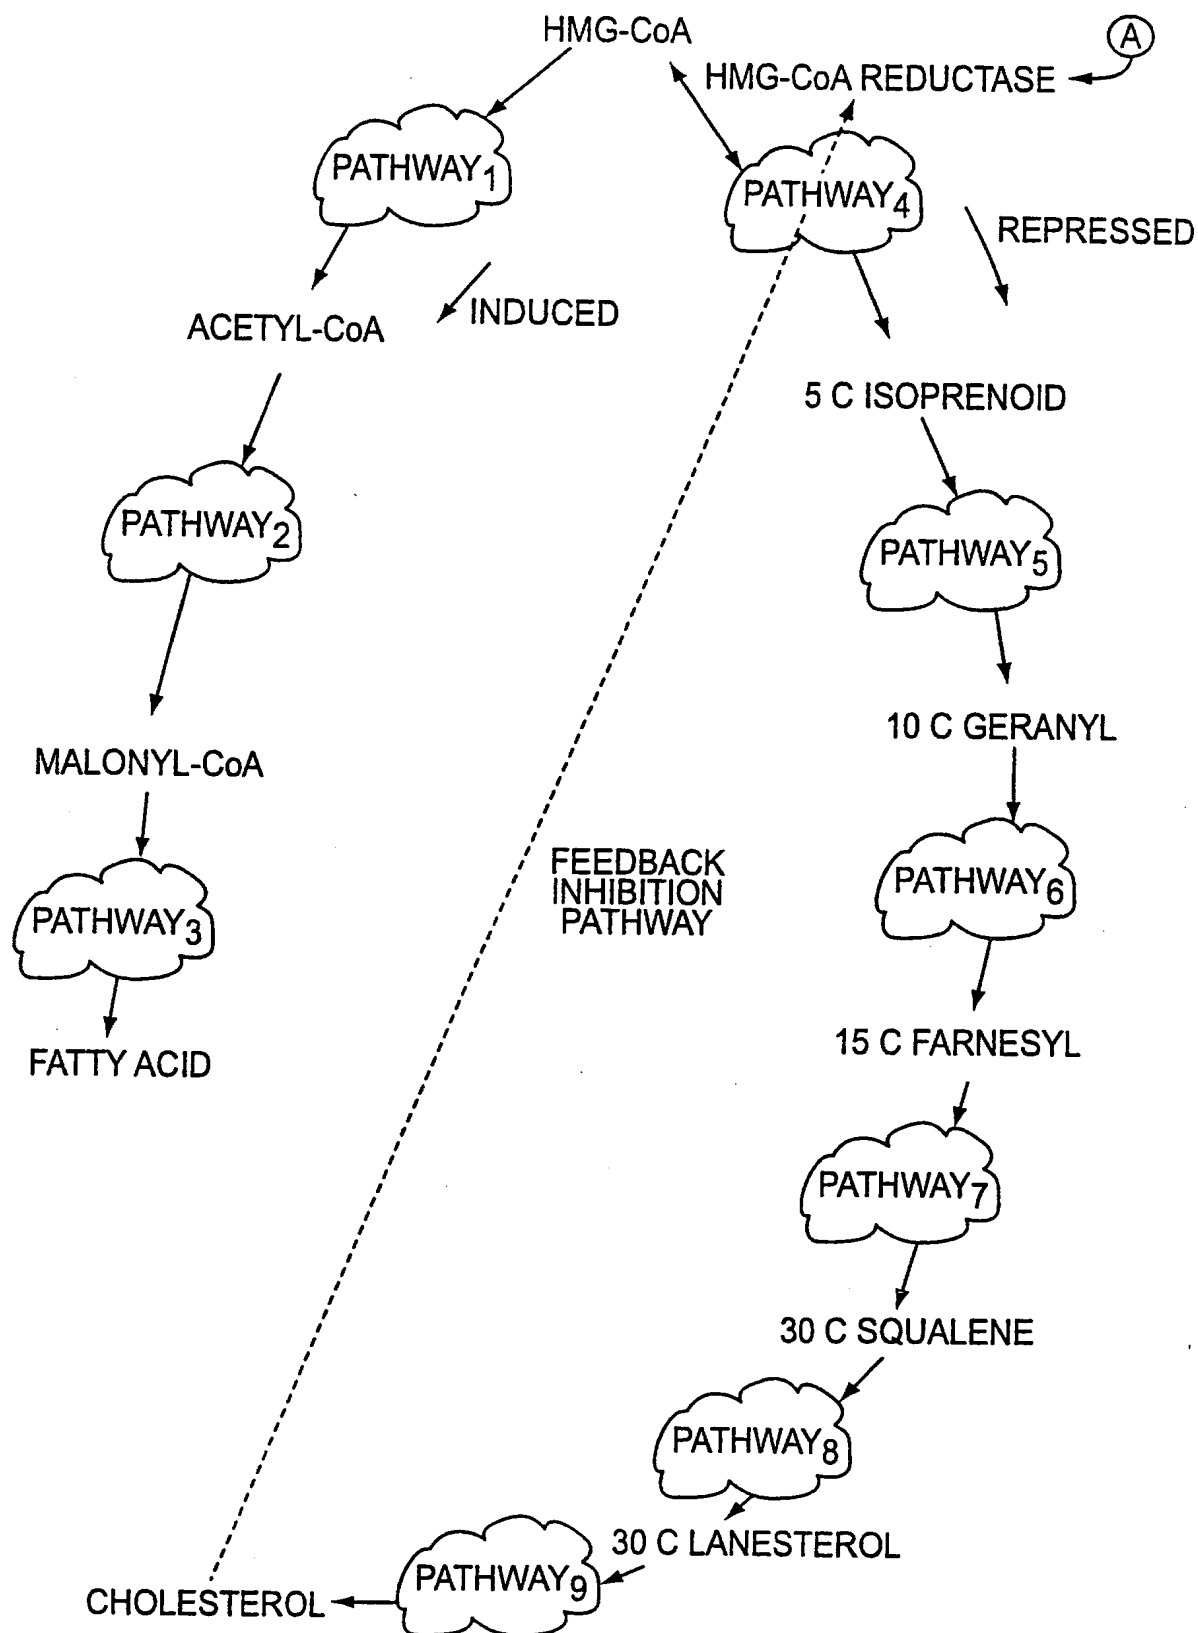 HMG-CoA
A
HMG-CoA REDUCTASE
PATHWAY1
PATHWAY4
REPRESSED
INDUCED
ACETYL-CoA
5 C ISOPRENOID
PATHWAY2
PATHWAY5
10 C GERANYL
MALONYL-CoA
FEEDBACK
INHIBITION
PATHWAY
PATHWAY6
PATHWAY3
15 C FARNESYL
FATTY ACID
PATHWAY7
30 C SQUALENE
PATHWAY8
30 C LANESTEROL
PATHWAY9
CHOLESTEROL